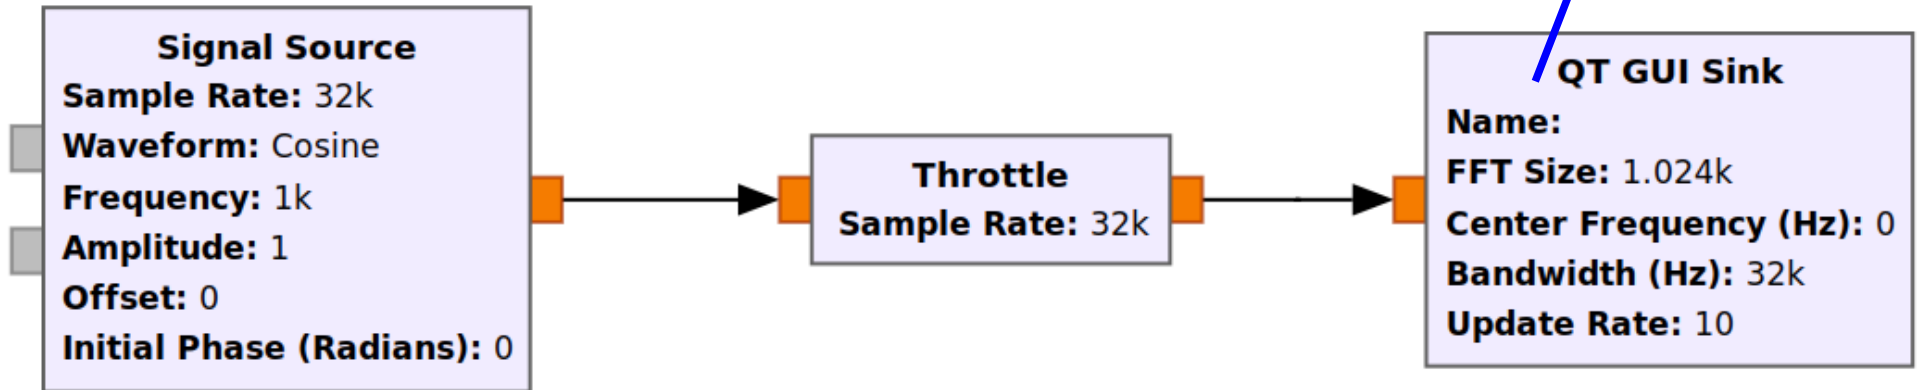 Signal Source
Sample Rate: 32k
Waveform: Cosine
Frequency: 1k
Amplitude: 1
Offset: 0
Initial Phase (Radians): 0
Throttle
Sample Rate: 32k
QT GUI Sink
Name:
FFT Size: 1.024k
Center Frequency (Hz): 0
Bandwidth (Hz): 32k
Update Rate: 10